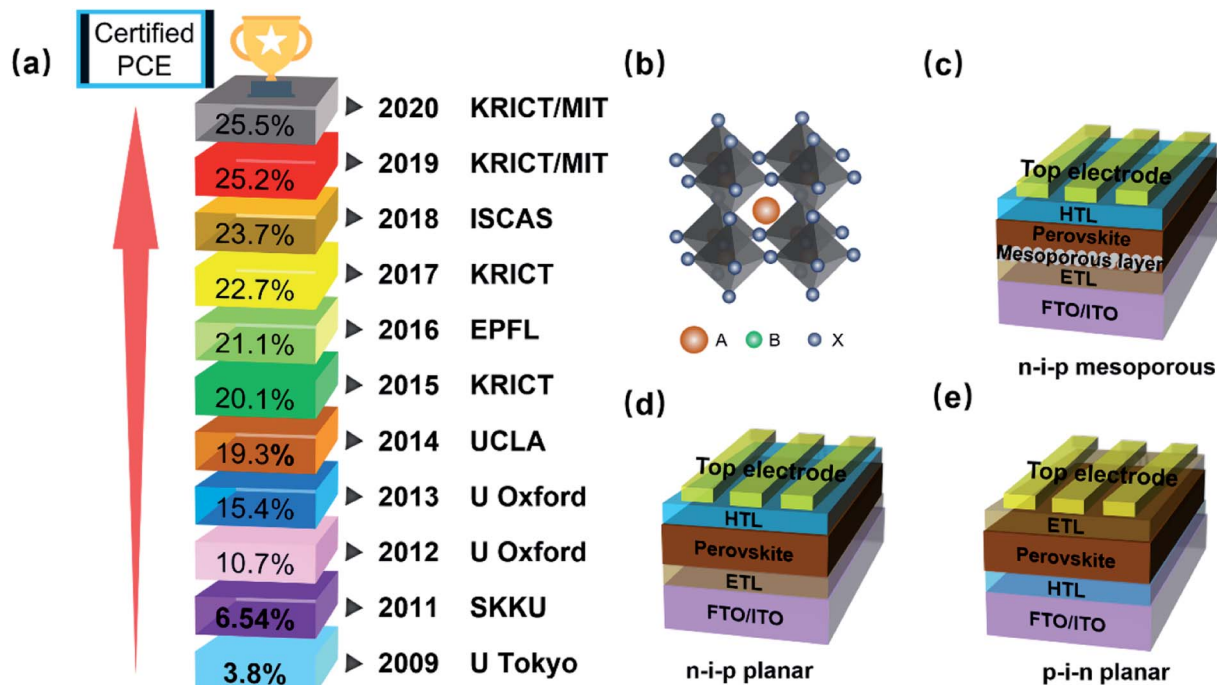 (a)
Certified
PCE
25.5% 2020 KRICT/MIT
25.2% 2019 KRICT/MIT
23.7% 2018 ISCAS
22.7% 2017 KRICT
21.1% 2016 EPFL
20.1% 2015 KRICT
19.3% 2014 UCLA
15.4% 2013 U Oxford
10.7% 2012 U Oxford
6.54% 2011 SKKU
3.8% 2009 U Tokyo
(b)
A B X
(c)
Top electrode
HTL
Perovskite
Mesoporous layer
ETL
FTO/ITO
n-i-p mesoporous
(d)
Top electrode
HTL
Perovskite
ETL
FTO/ITO
n-i-p planar
(e)
Top electrode
ETL
Perovskite
HTL
FTO/ITO
p-i-n planar